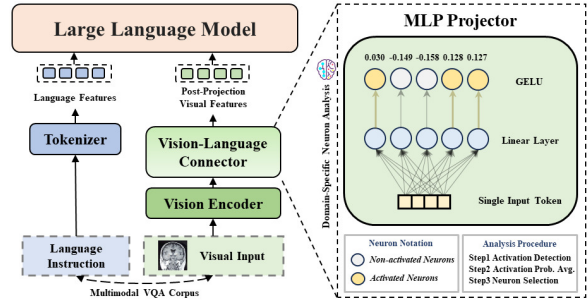 Large Language Model
Language Features
Post-Projection
Visual Features
Tokenizer
Vision-Language
Connector
Vision Encoder
Language
Instruction
Visual Input
Multimodal VQA Corpus
Domain-Specific Neuron Analysis
MLP Projector
0.030 -0.149 -0.158 0.128 0.127
GELU
Linear Layer
Single Input Token
Neuron Notation
Non-activated Neurons
Activated Neurons
Analysis Procedure
Step1 Activation Detection
Step2 Activation Prob. Avg.
Step3 Neuron Selection